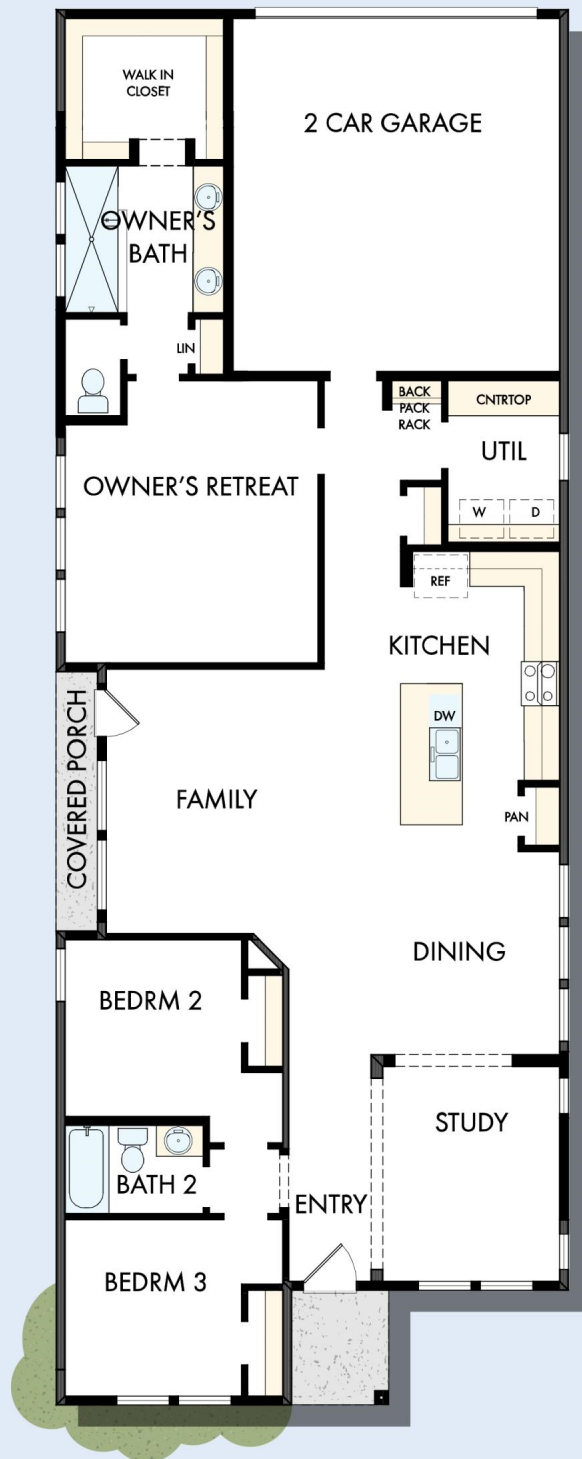 WALK IN
CLOSET
2 CAR GARAGE
OWNER'S
BATH
LIN
BACK
PACK
RACK
CNTRTOP
UTIL
W
D
OWNER'S RETREAT
REF
KITCHEN
DW
COVERED PORCH
FAMILY
PAN
DINING
BEDRM 2
STUDY
BATH 2
ENTRY
BEDRM 3